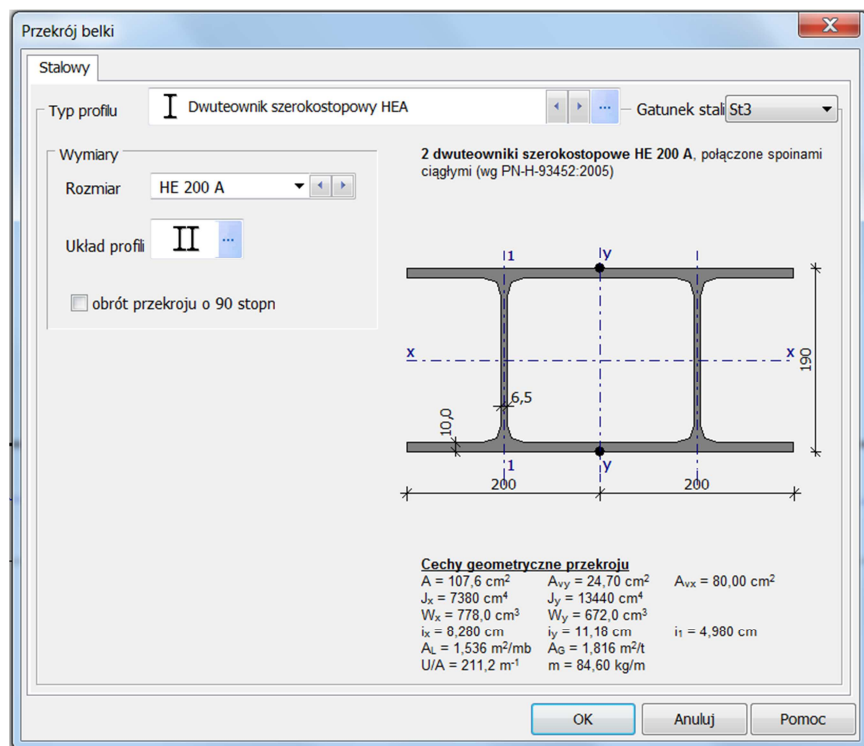 Przekrój belki
Stalowy
Typ profilu
Dwuteownik szerokostopowy HEA
...
Gatunek stali
St3
Wymiary
Rozmiar
HE 200 A
Układ profili
...
obrót przekroju o 90 stopn
2 dwuteowniki szerokostopowe HE 200 A, połączone spoinami
ciągłymi (wg PN-H-93452:2005)
1
y
x
x
190
6,5
10,0
1
y
200
200
Cechy geometryczne przekroju
A = 107,6 cm² Avy = 24,70 cm² Avx = 80,00 cm²
Jx = 7380 cm⁴ Jy = 13440 cm⁴
Wx = 778,0 cm³ Wy = 672,0 cm³
ix = 8,280 cm iy = 11,18 cm i1 = 4,980 cm
AL = 1,536 m²/mb AG = 1,816 m²/t
U/A = 211,2 m⁻¹ m = 84,60 kg/m
OK
Anuluj
Pomoc